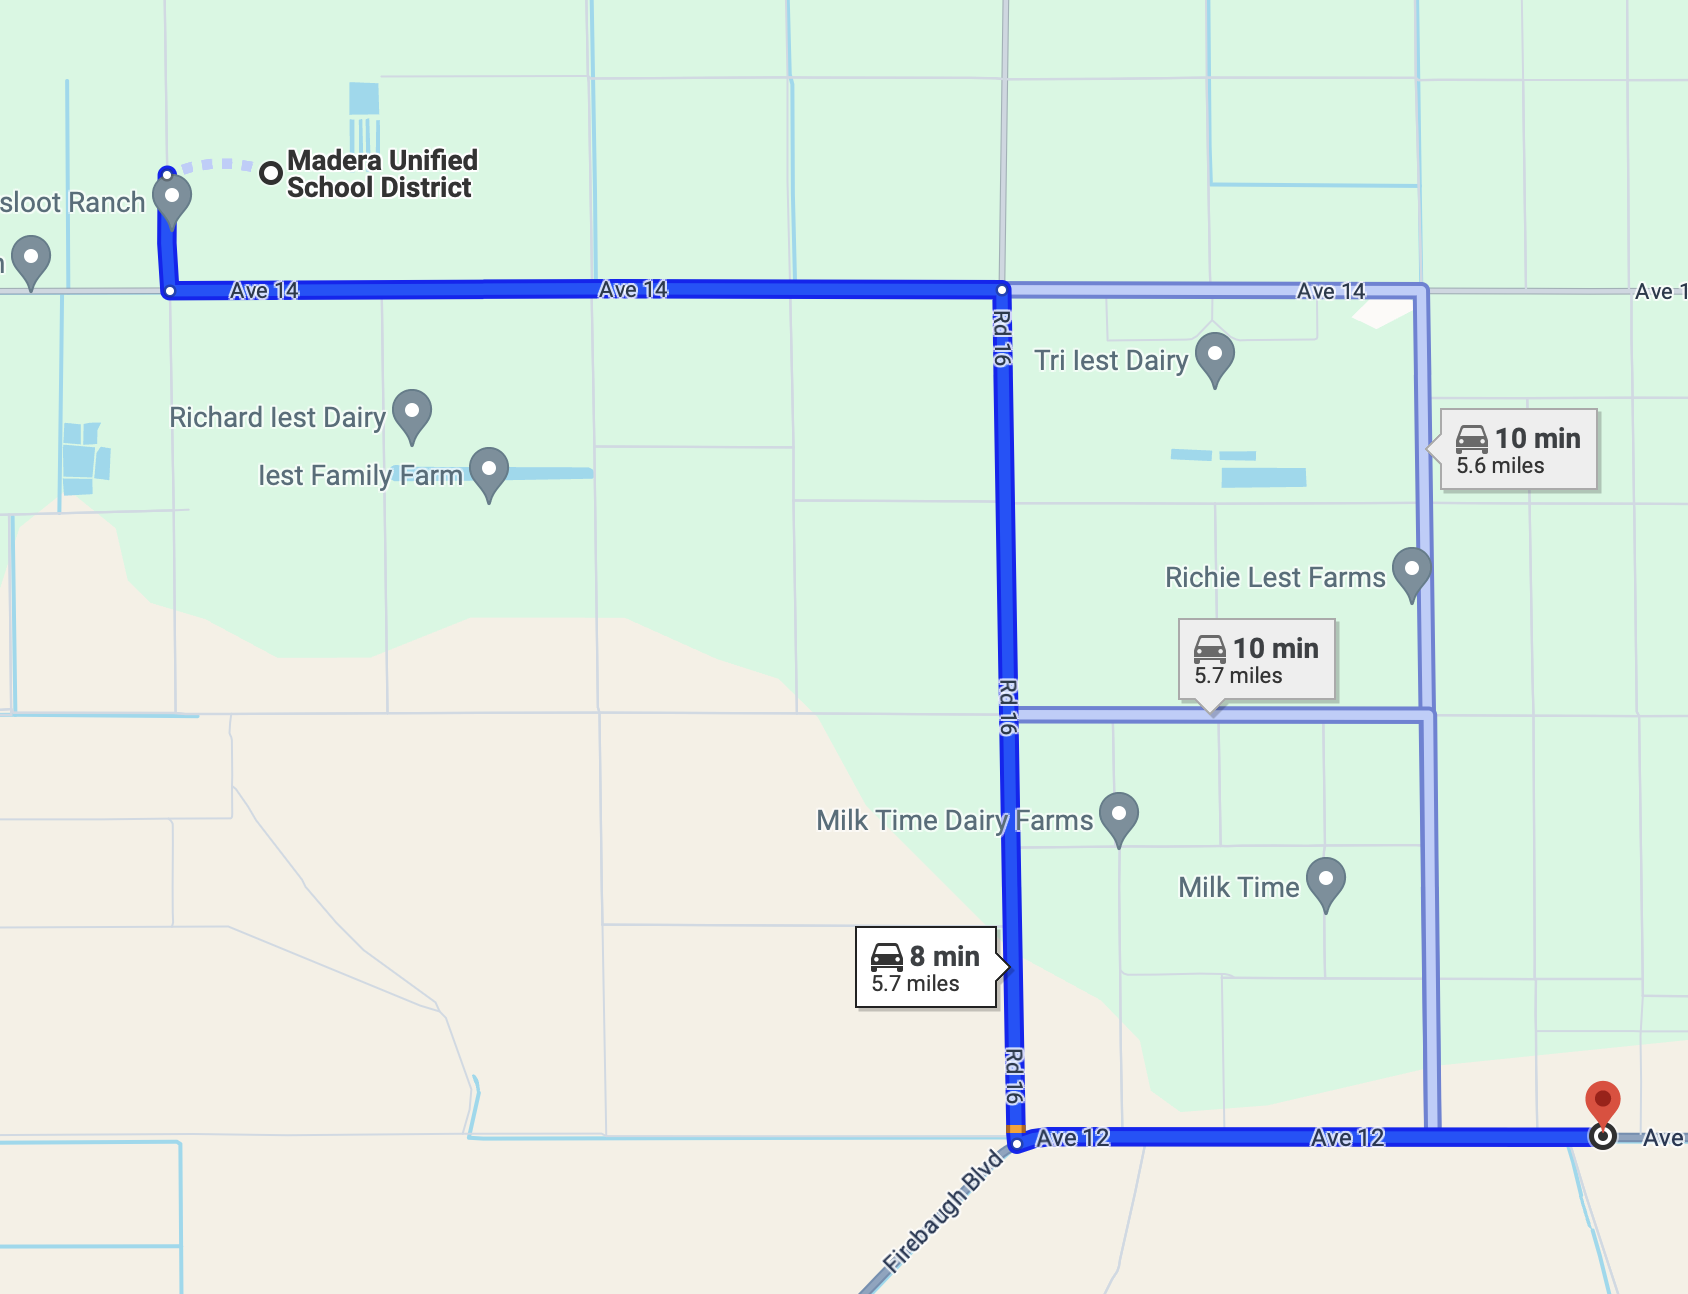 Madera Unified
School District
sloot Ranch
Ave 14
Ave 14
Ave 14
Ave 1
Rd 16
Tri Iest Dairy
Richard Iest Dairy
10 min
5.6 miles
Iest Family Farm
Richie Lest Farms
10 min
5.7 miles
Rd 16
Milk Time Dairy Farms
Milk Time
8 min
5.7 miles
Rd 16
Ave 12
Ave 12
Ave
Firebaugh Blvd